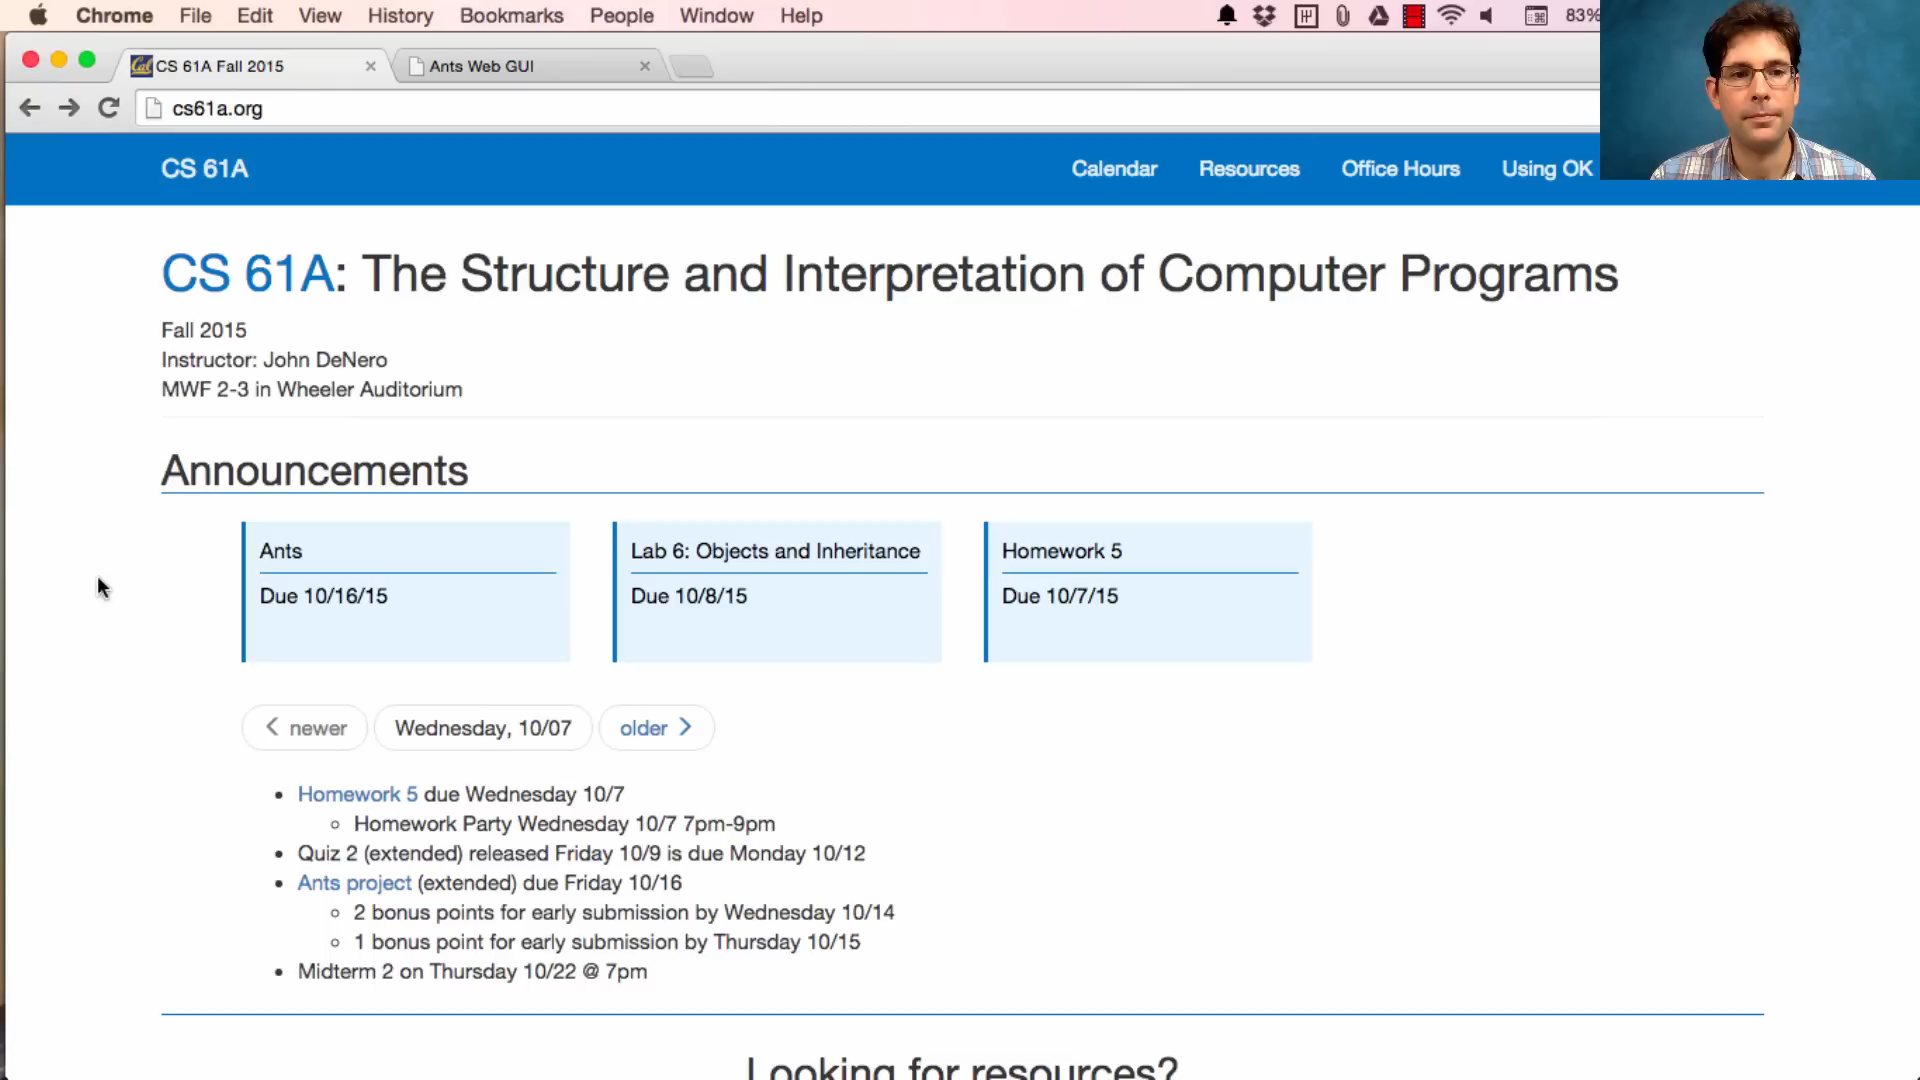 Chrome File Edit View History Bookmarks People Window Help 83%
Cal CS 61A Fall 2015 Ants Web GUI
cs61a.org
CS 61A Calendar Resources Office Hours Using OK
CS 61A: The Structure and Interpretation of Computer Programs
Fall 2015
Instructor: John DeNero
MWF 2-3 in Wheeler Auditorium
Announcements
Ants
Due 10/16/15
Lab 6: Objects and Inheritance
Due 10/8/15
Homework 5
Due 10/7/15
newer Wednesday, 10/07 older
Homework 5 due Wednesday 10/7
Homework Party Wednesday 10/7 7pm-9pm
Quiz 2 (extended) released Friday 10/9 is due Monday 10/12
Ants project (extended) due Friday 10/16
2 bonus points for early submission by Wednesday 10/14
1 bonus point for early submission by Thursday 10/15
Midterm 2 on Thursday 10/22 @ 7pm
Looking for resources?